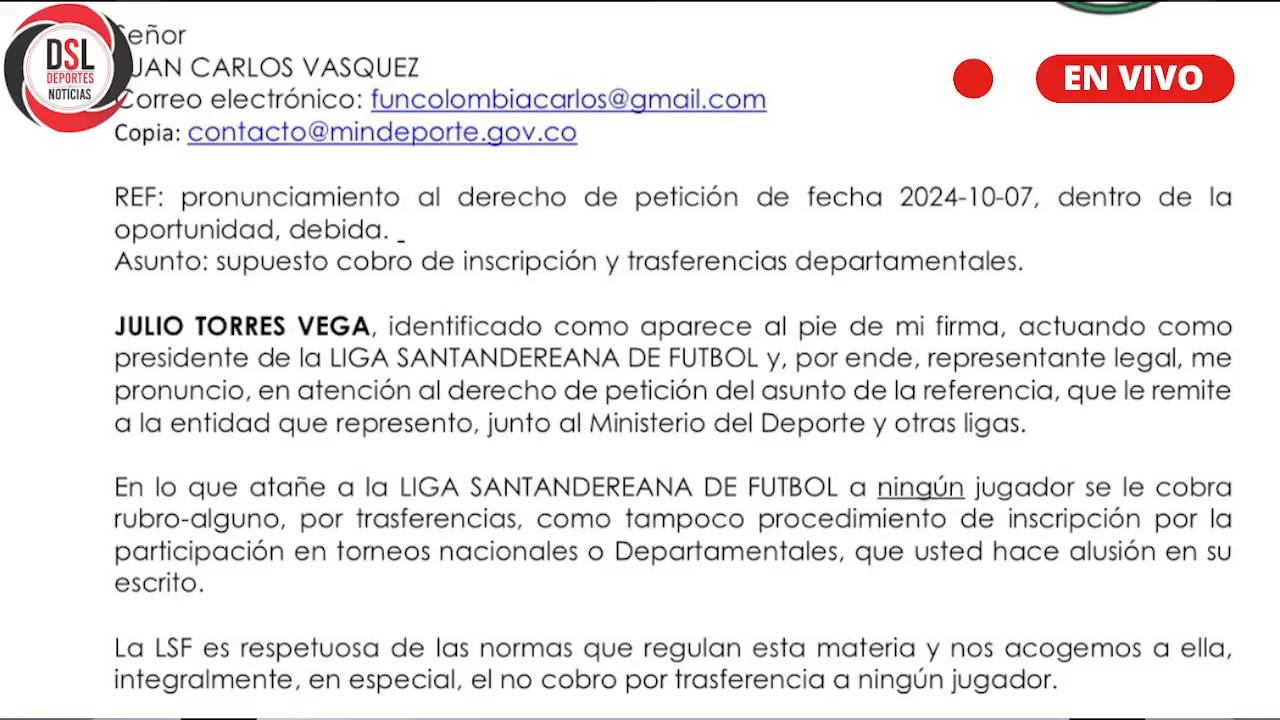 DSL
DEPORTES
NOTICIAS
EN VIVO
eñor
UAN CARLOS VASQUEZ
Correo electrónico: funcolombiacarlos@gmail.com
Copia: contacto@mindeporte.gov.co
REF: pronunciamiento al derecho de petición de fecha 2024-10-07, dentro de la
oportunidad, debida. _
Asunto: supuesto cobro de inscripción y trasferencias departamentales.
JULIO TORRES VEGA, identificado como aparece al pie de mi firma, actuando como
presidente de la LIGA SANTANDEREANA DE FUTBOL y, por ende, representante legal, me
pronuncio, en atención al derecho de petición del asunto de la referencia, que le remite
a la entidad que represento, junto al Ministerio del Deporte y otras ligas.
En lo que atañe a la LIGA SANTANDEREANA DE FUTBOL a ningún jugador se le cobra
rubro-alguno, por trasferencias, como tampoco procedimiento de inscripción por la
participación en torneos nacionales o Departamentales, que usted hace alusión en su
escrito.
La LSF es respetuosa de las normas que regulan esta materia y nos acogemos a ella,
integralmente, en especial, el no cobro por trasferencia a ningún jugador.